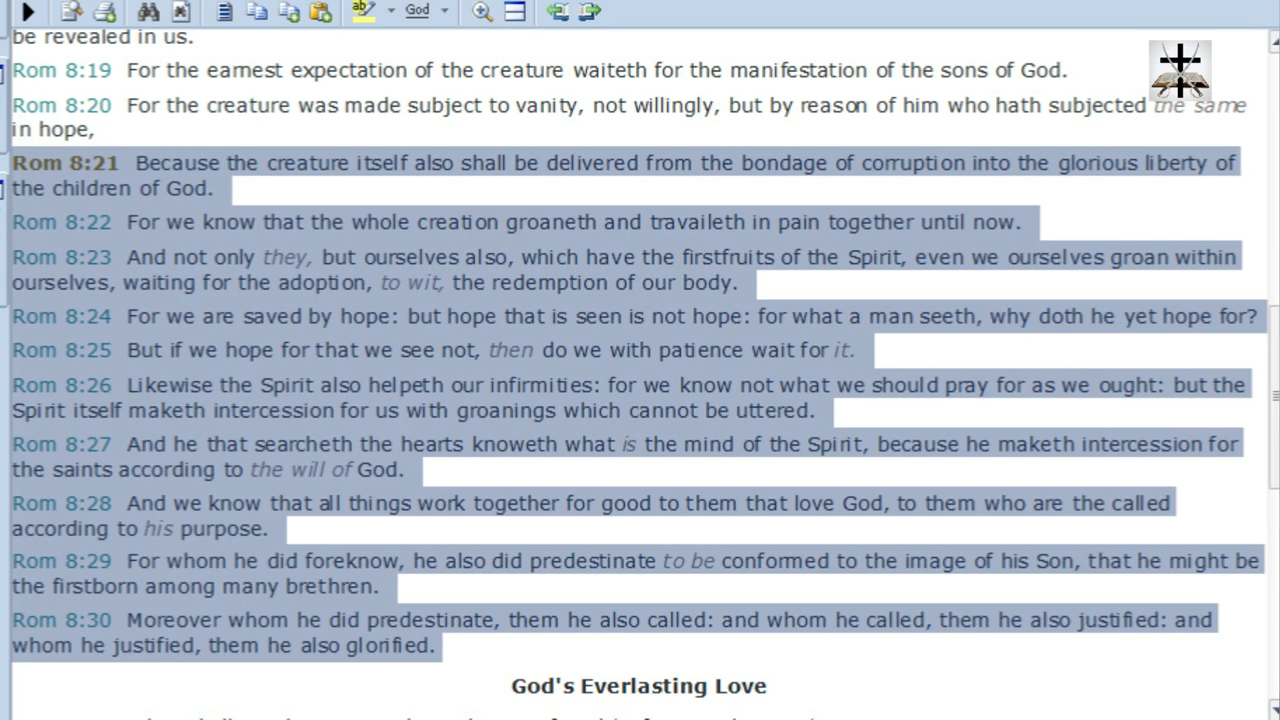 God
be revealed in us.
Rom 8:19 For the earnest expectation of the creature waiteth for the manifestation of the sons of God.
Rom 8:20 For the creature was made subject to vanity, not willingly, but by reason of him who hath subjected the same
in hope,
Rom 8:21 Because the creature itself also shall be delivered from the bondage of corruption into the glorious liberty of
the children of God.
Rom 8:22 For we know that the whole creation groaneth and travaileth in pain together until now.
Rom 8:23 And not only they, but ourselves also, which have the firstfruits of the Spirit, even we ourselves groan within
ourselves, waiting for the adoption, to wit, the redemption of our body.
Rom 8:24 For we are saved by hope: but hope that is seen is not hope: for what a man seeth, why doth he yet hope for?
Rom 8:25 But if we hope for that we see not, then do we with patience wait for it.
Rom 8:26 Likewise the Spirit also helpeth our infirmities: for we know not what we should pray for as we ought: but the
Spirit itself maketh intercession for us with groanings which cannot be uttered.
Rom 8:27 And he that searcheth the hearts knoweth what is the mind of the Spirit, because he maketh intercession for
the saints according to the will of God.
Rom 8:28 And we know that all things work together for good to them that love God, to them who are the called
according to his purpose.
Rom 8:29 For whom he did foreknow, he also did predestinate to be conformed to the image of his Son, that he might be
the firstborn among many brethren.
Rom 8:30 Moreover whom he did predestinate, them he also called: and whom he called, them he also justified: and
whom he justified, them he also glorified.
God's Everlasting Love